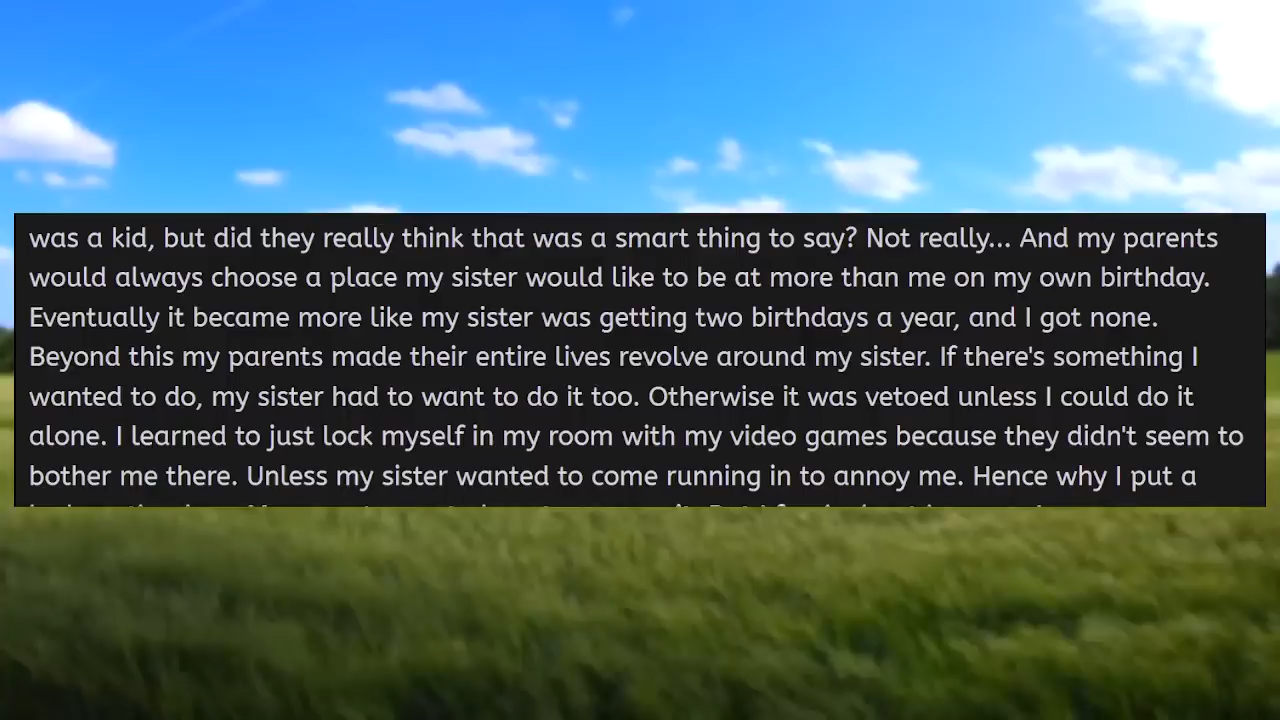 was a kid, but did they really think that was a smart thing to say? Not really... And my parents
would always choose a place my sister would like to be at more than me on my own birthday.
Eventually it became more like my sister was getting two birthdays a year, and I got none.
Beyond this my parents made their entire lives revolve around my sister. If there's something I
wanted to do, my sister had to want to do it too. Otherwise it was vetoed unless I could do it
alone. I learned to just lock myself in my room with my video games because they didn't seem to
bother me there. Unless my sister wanted to come running in to annoy me. Hence why I put a